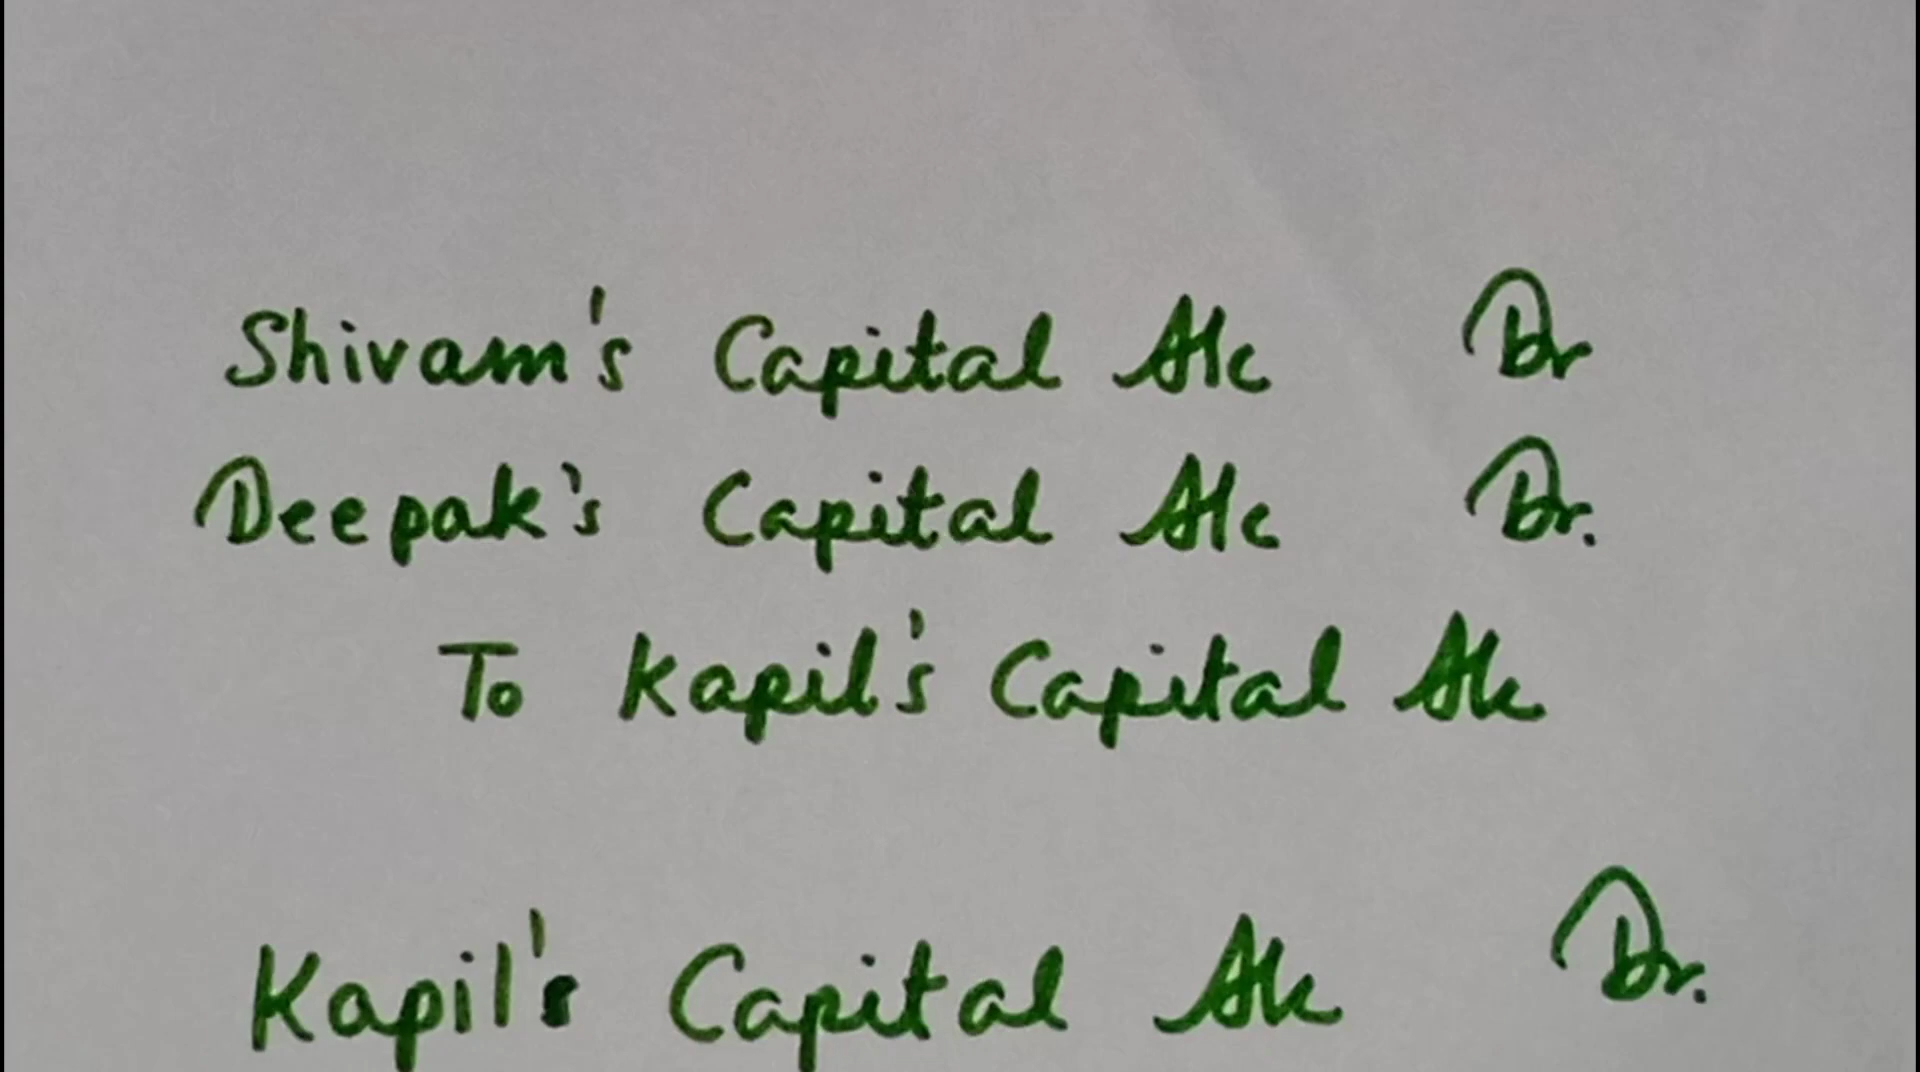 Shivam's Capital A/c Dr
Deepak's Capital A/c Dr.
To Kapil's Capital A/c
Kapil's Capital A/c Dr.